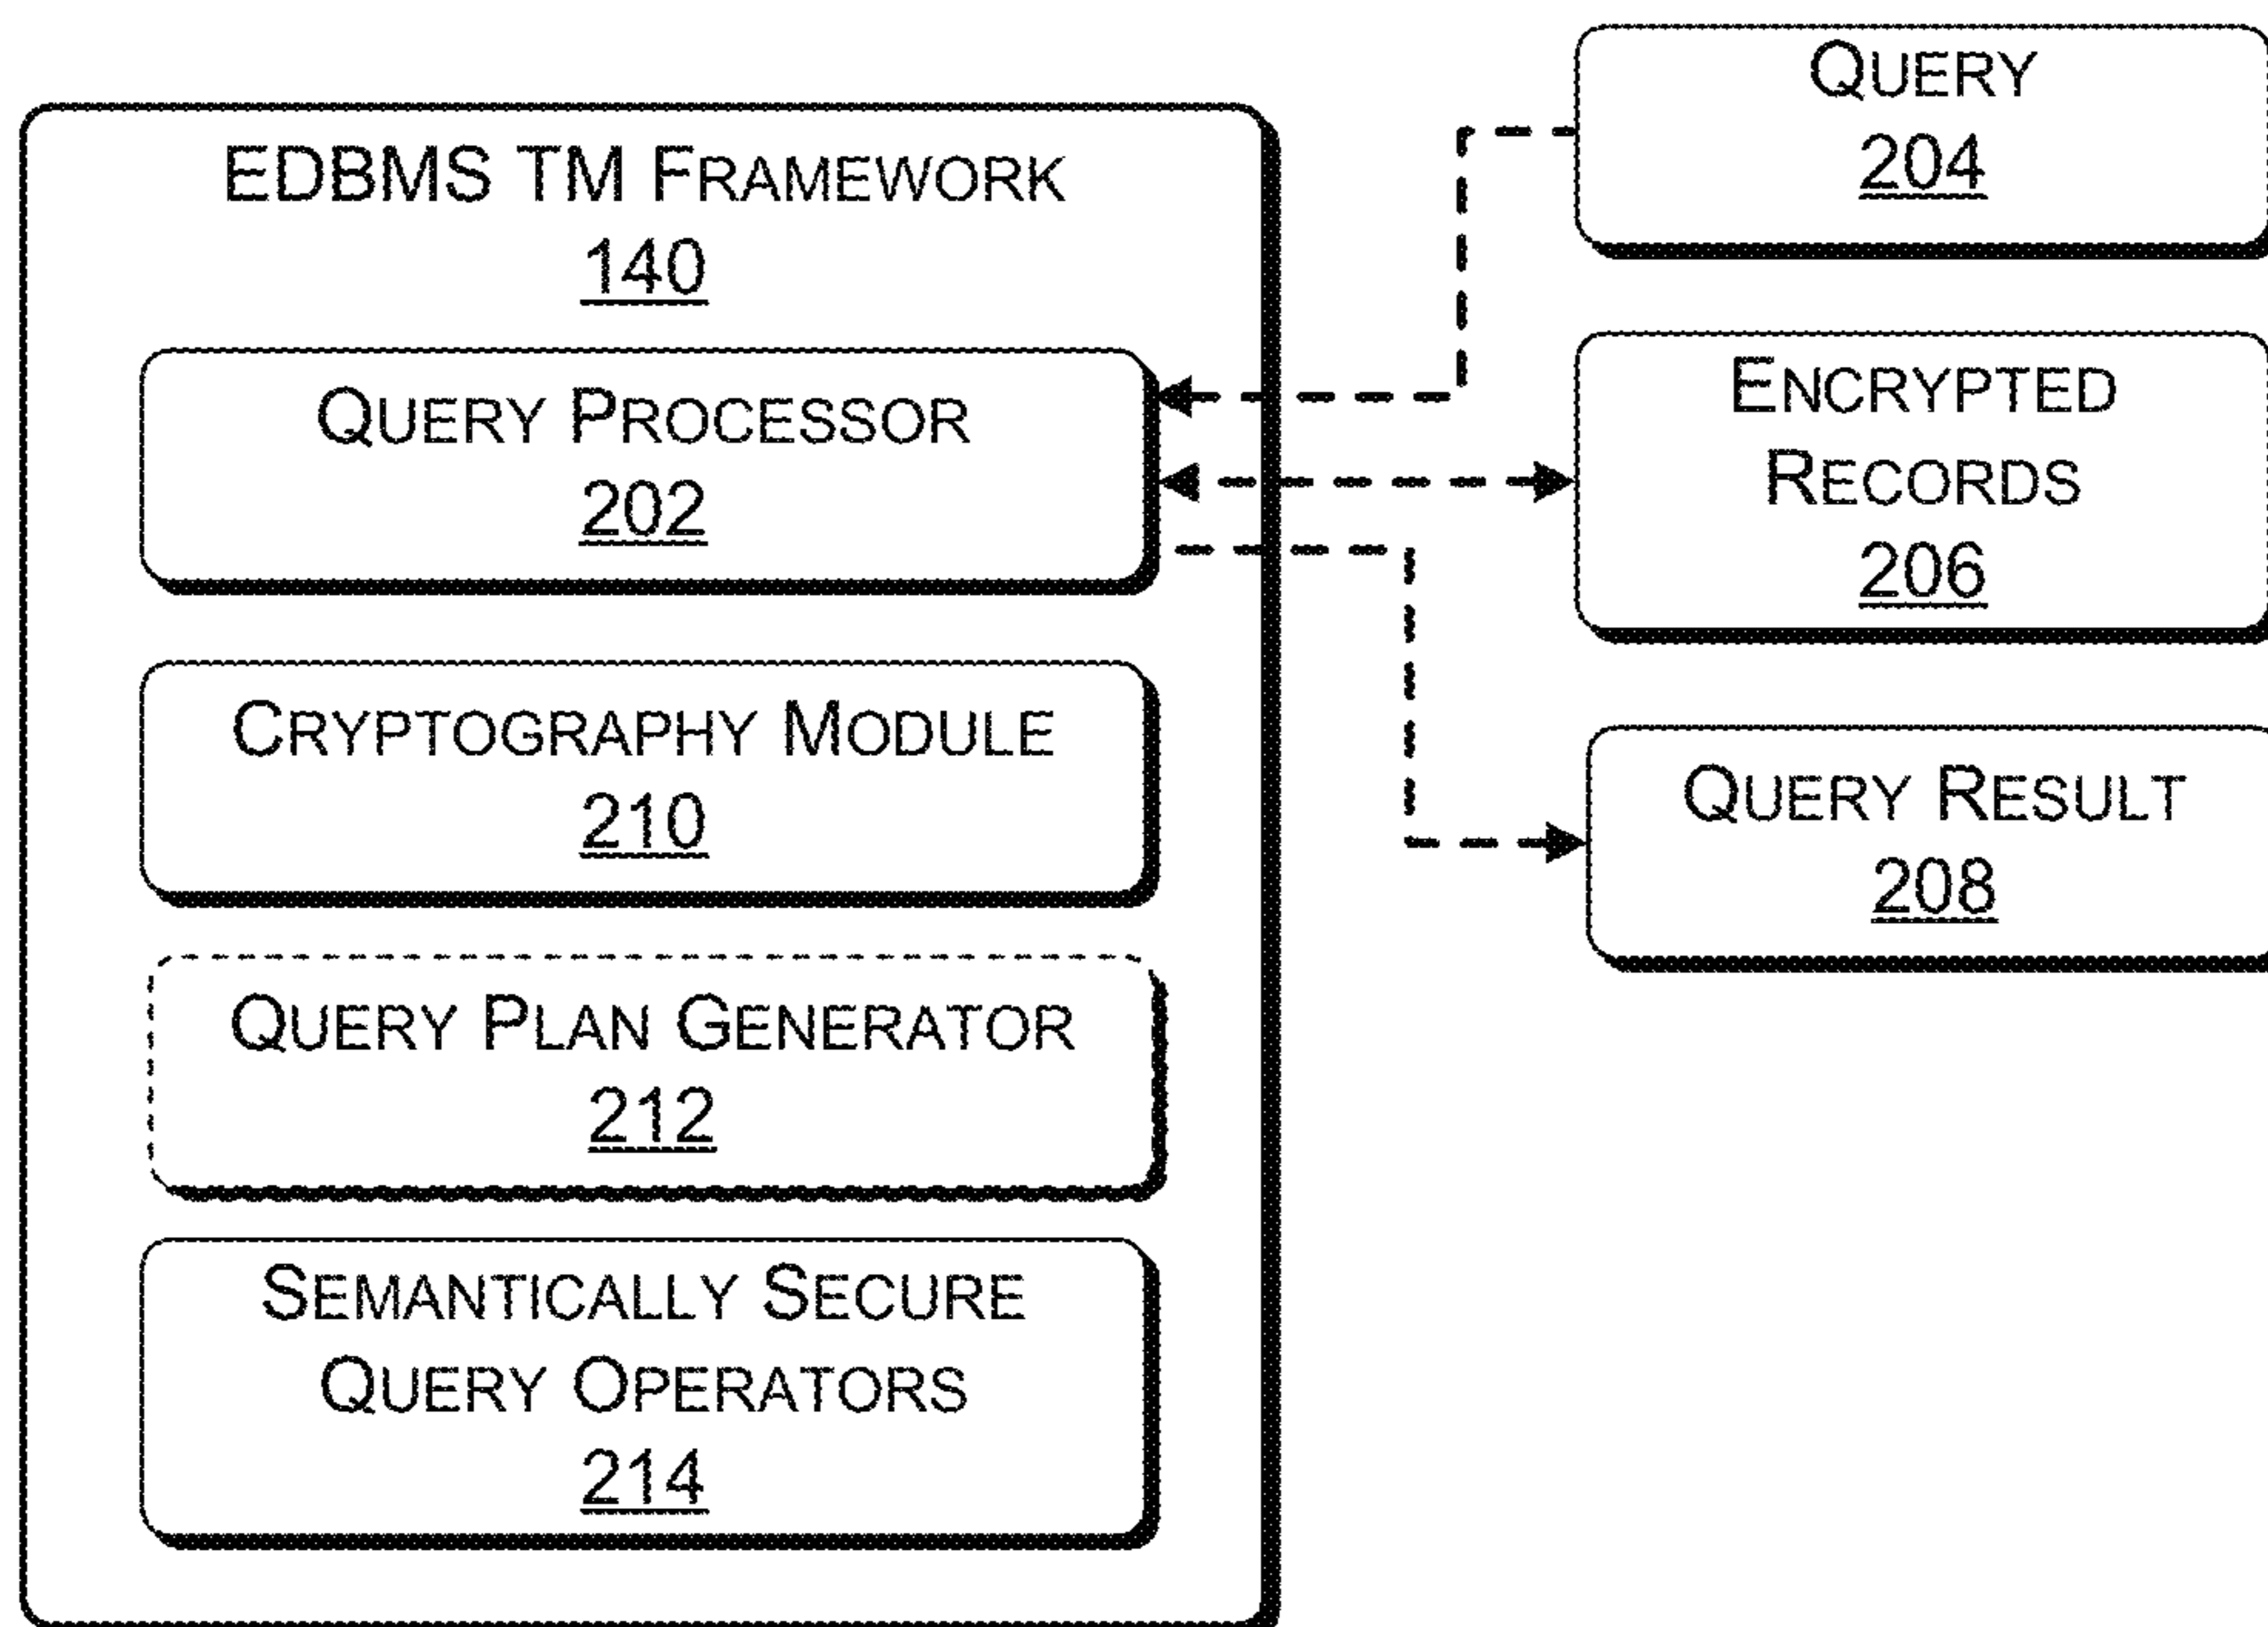 EDBMS TM FRAMEWORK
140
QUERY PROCESSOR
202
CRYPTOGRAPHY MODULE
210
QUERY PLAN GENERATOR
212
SEMANTICALLY SECURE
QUERY OPERATORS
214
QUERY
204
ENCRYPTED
RECORDS
206
QUERY RESULT
208